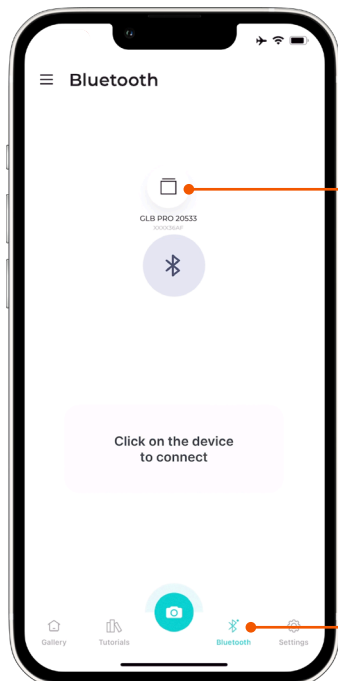 Bluetooth
GLB PRO 20533
Click on the device
to connect
Gallery
Tutorials
Bluetooth
Settings